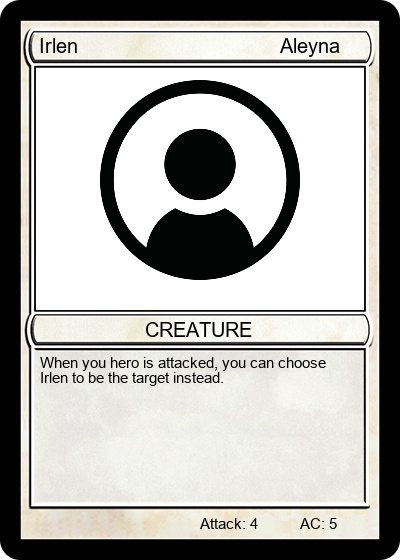 Irlen Aleyna
CREATURE
When you hero is attacked, you can choose
Irlen to be the target instead.
Attack: 4 AC: 5